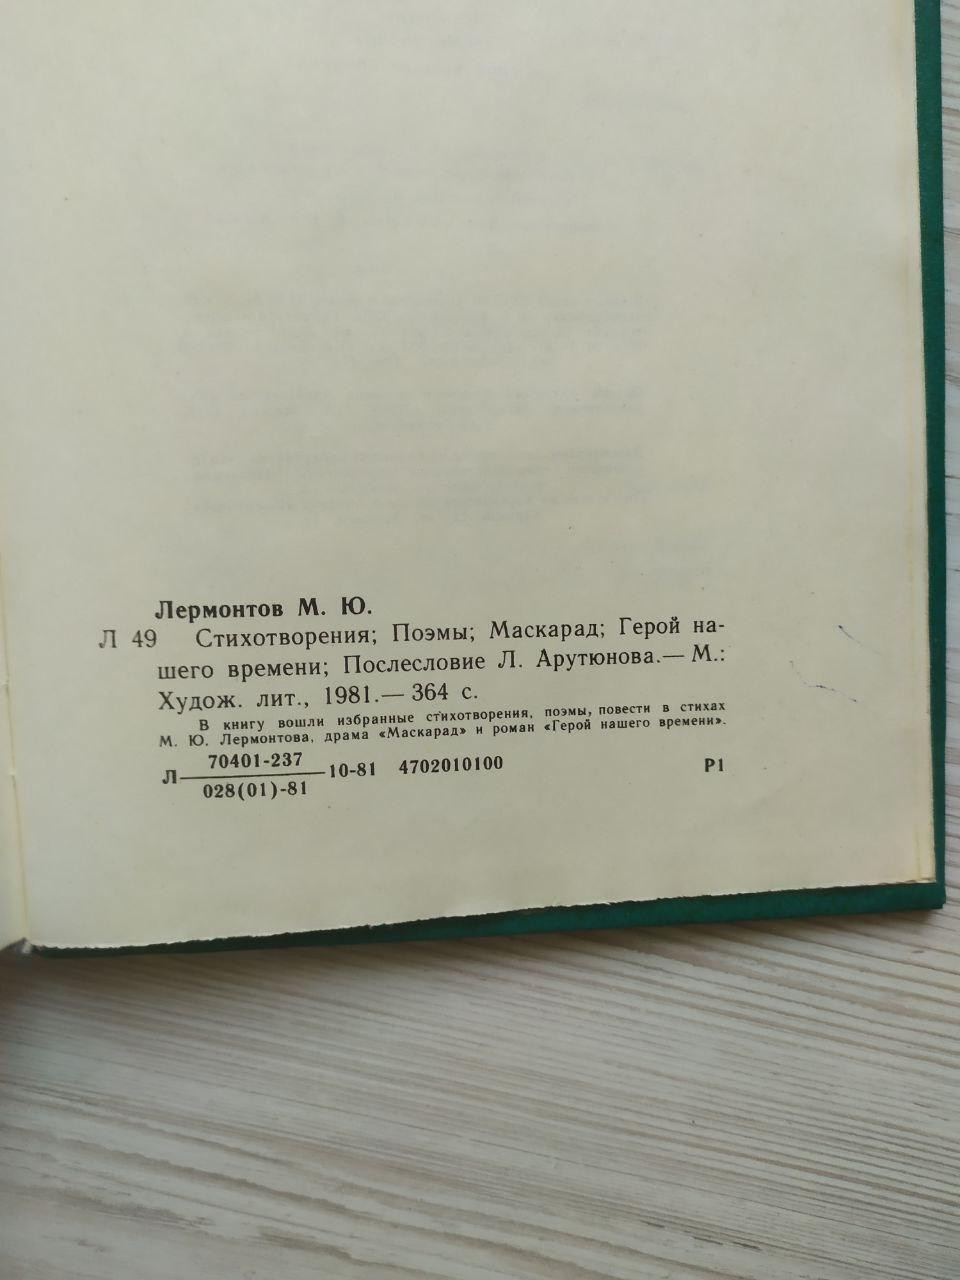 Лермонтов М. Ю.
Л 49 Стихотворения; Поэмы; Маскарад; Герой на-
шего времени; Послесловие Л. Арутюнова.— М.:
Худож. лит., 1981.— 364 с.
В книгу вошли избранные стихотворения, поэмы, повести в стихах
М. Ю. Лермонтова, драма «Маскарад» и роман «Герой нашего времени».
70401-237
Л 10-81 4702010100 Р1
028(01)-81